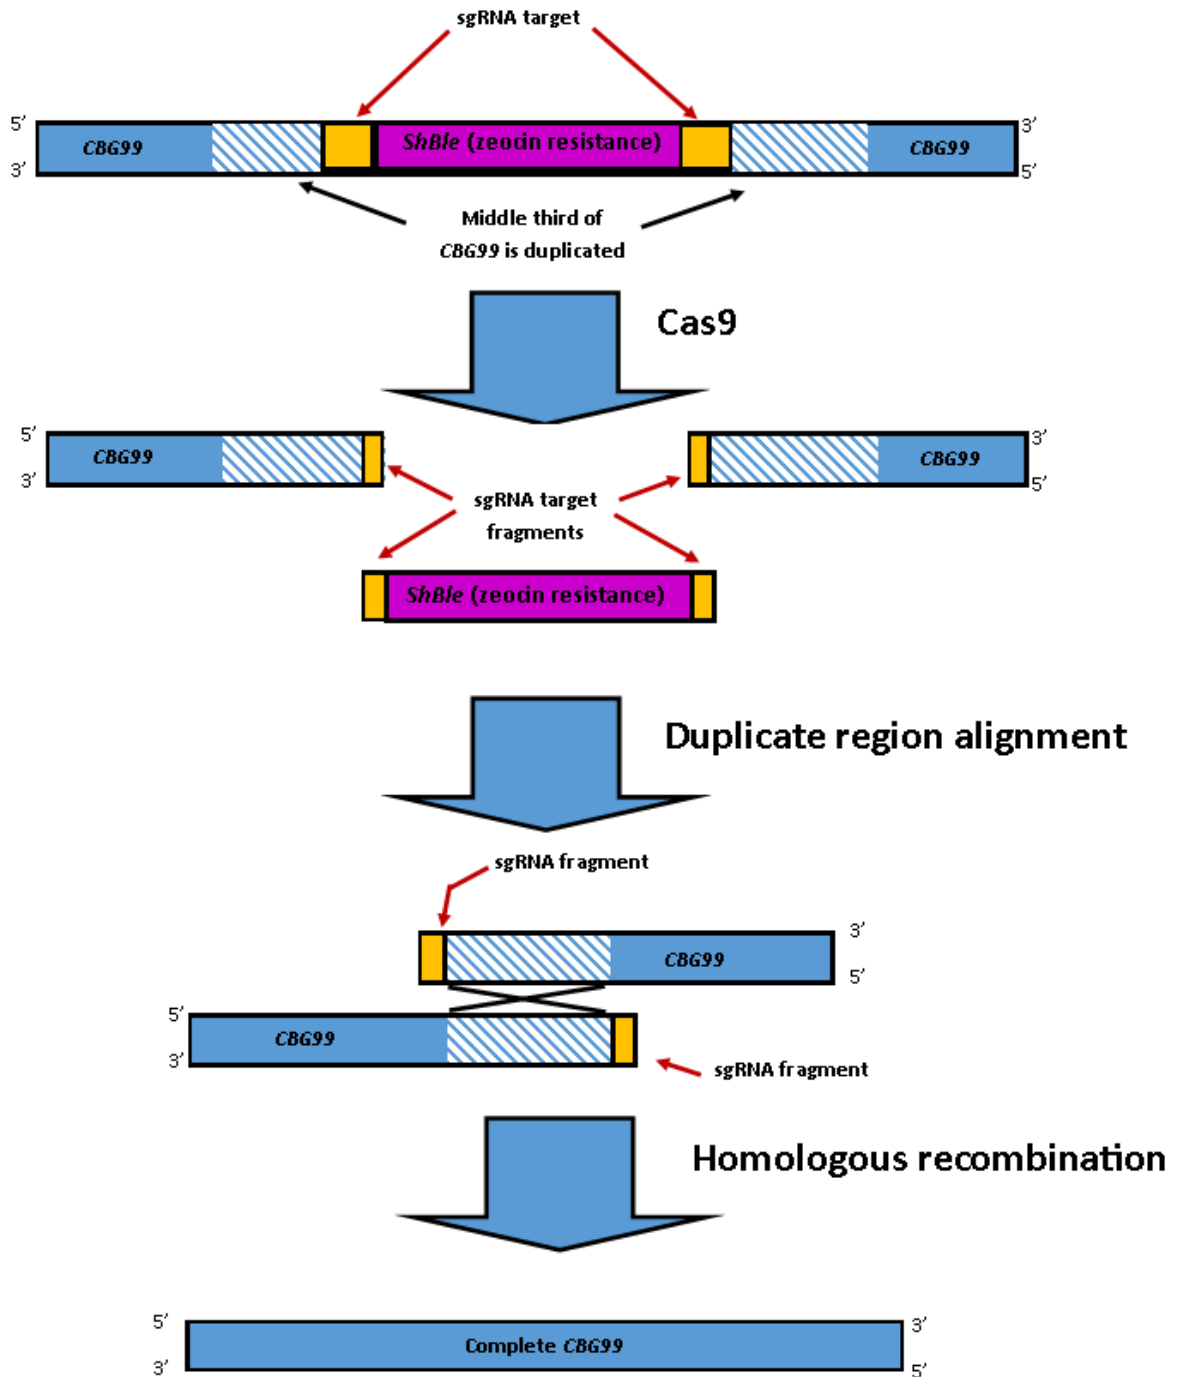 sgRNA target
5’ 3’
CBG99 ShBle (zeocin resistance) CBG99
3’ 5’
Middle third of
CBG99 is duplicated
Cas9
5’ 3’
CBG99 CBG99
3’ 5’
sgRNA target
fragments
ShBle (zeocin resistance)
Duplicate region alignment
sgRNA fragment
3’
CBG99
5’
5’
CBG99
3’
sgRNA fragment
Homologous recombination
5’ 3’
Complete CBG99
3’ 5’